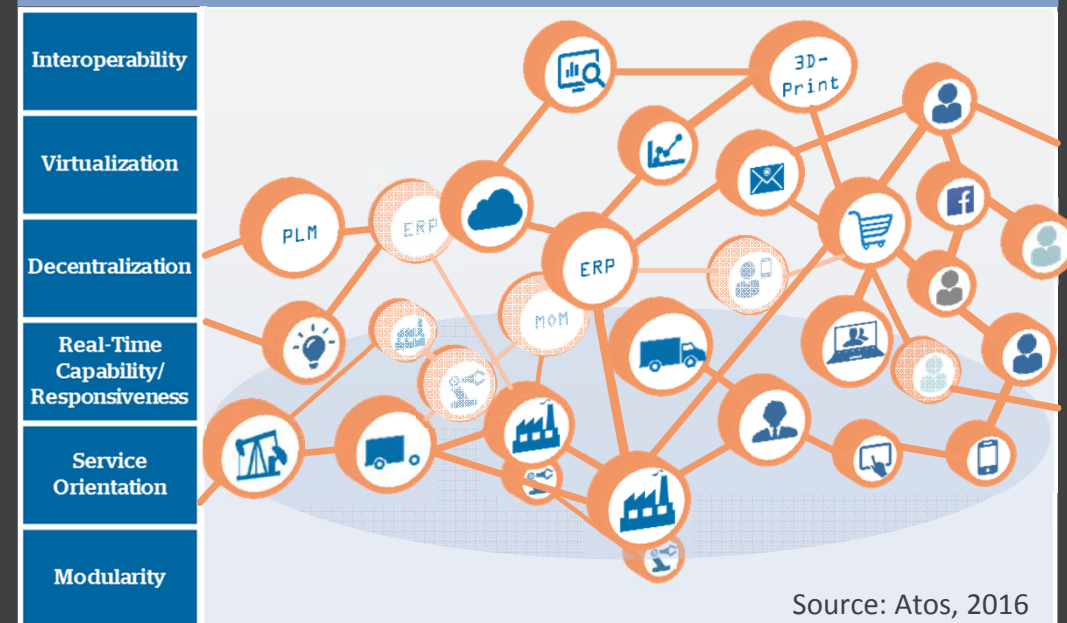 Interoperability
Virtualization
Decentralization
Real-Time
Capability/
Responsiveness
Service
Orientation
Modularity
3D-
Print
PLM
ERP
ERP
MOM
f
Source: Atos, 2016